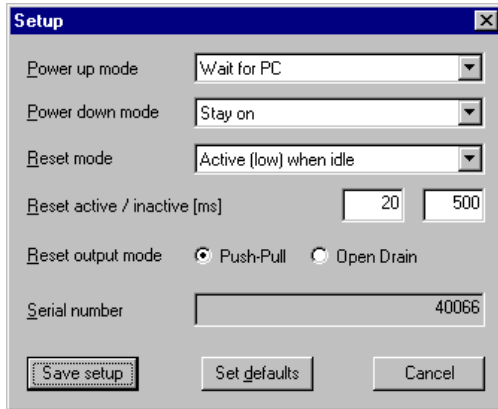 Setup
Power up mode Wait for PC
Power down mode Stay on
Reset mode Active (low) when idle
Reset active / inactive [ms] 20 500
Reset output mode Push-Pull Open Drain
Serial number 40066
Save setup Set defaults Cancel